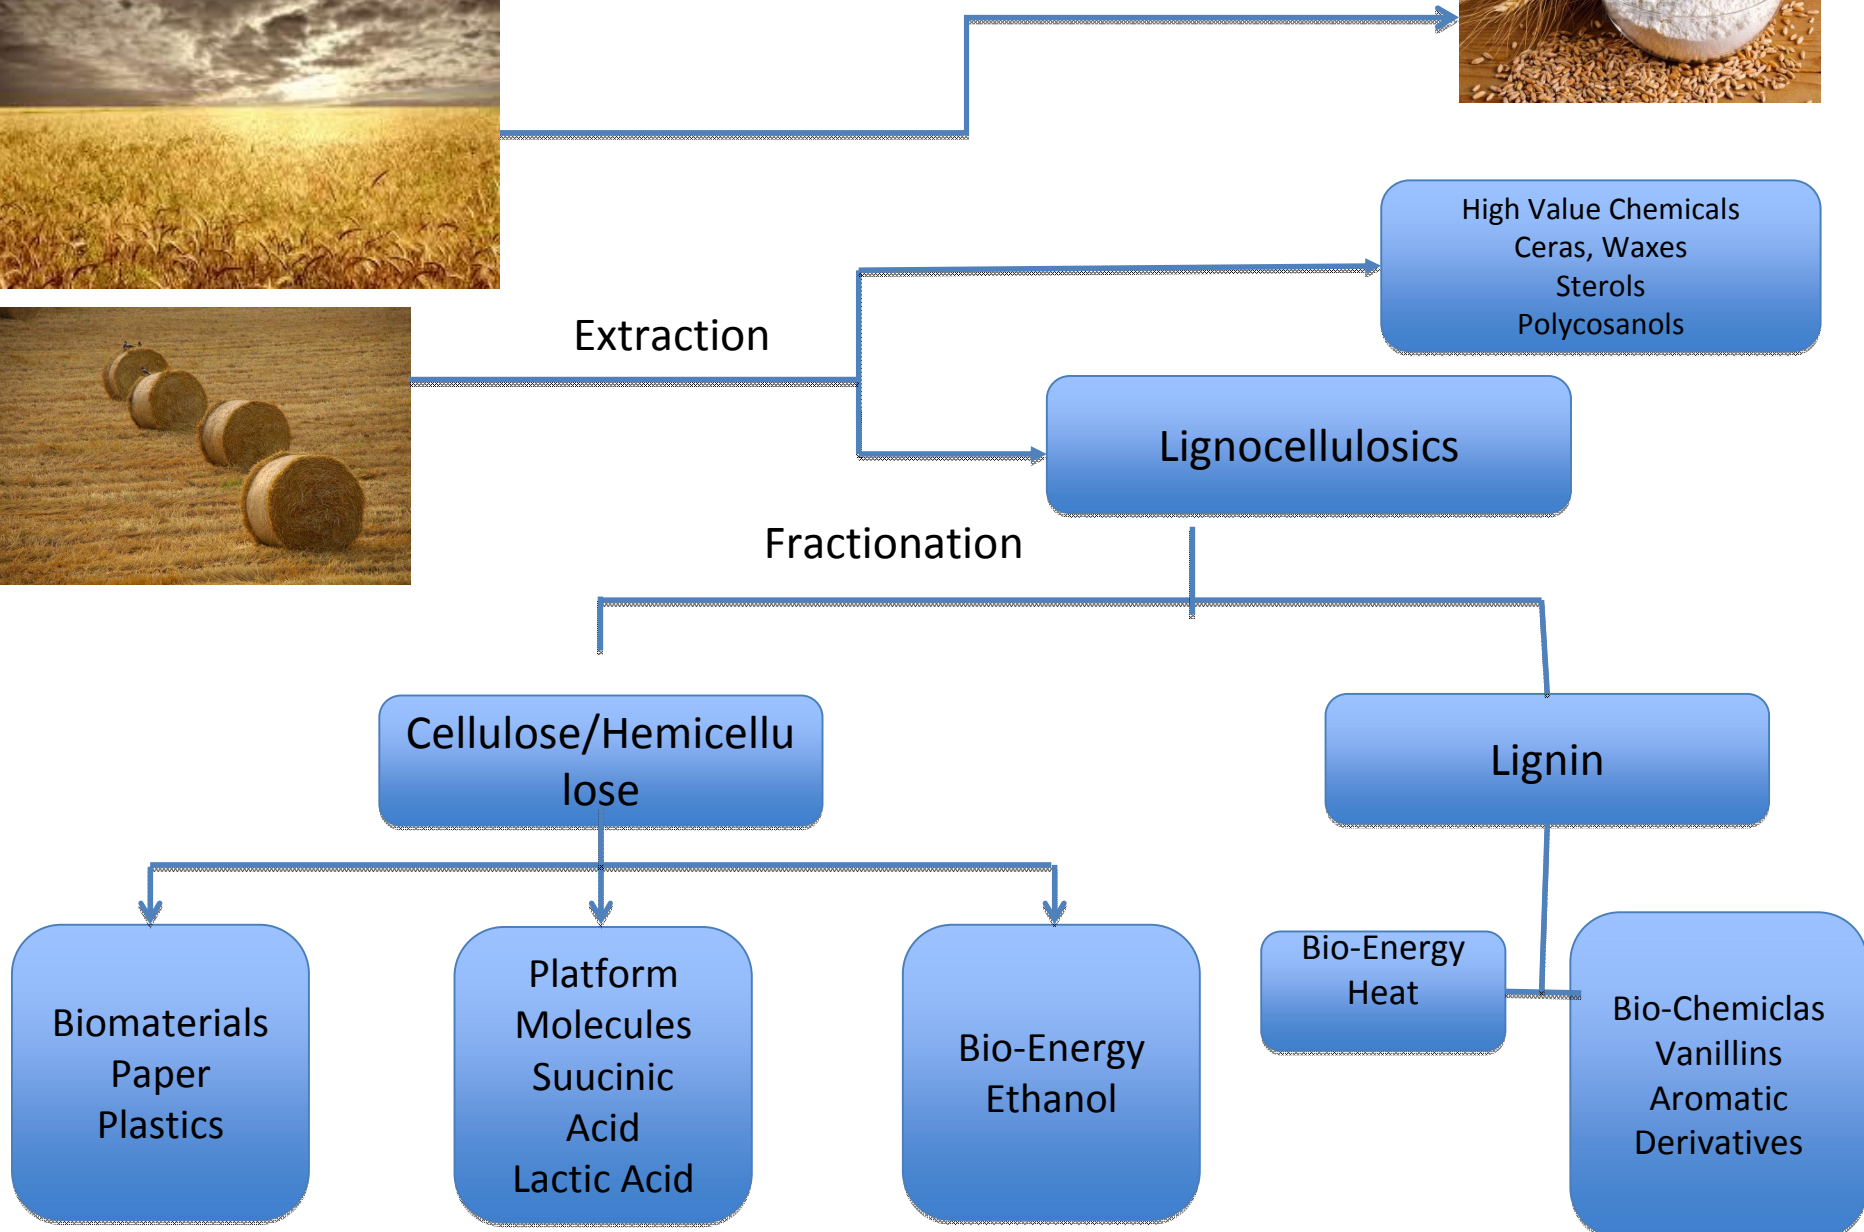 High Value Chemicals
Ceras, Waxes
Sterols
Polycosanols
Extraction
Lignocellulosics
Fractionation
Cellulose/Hemicellu
lose
Lignin
Biomaterials
Paper
Plastics
Platform
Molecules
Suucinic
Acid
Lactic Acid
Bio-Energy
Ethanol
Bio-Energy
Heat
Bio-Chemiclas
Vanillins
Aromatic
Derivatives